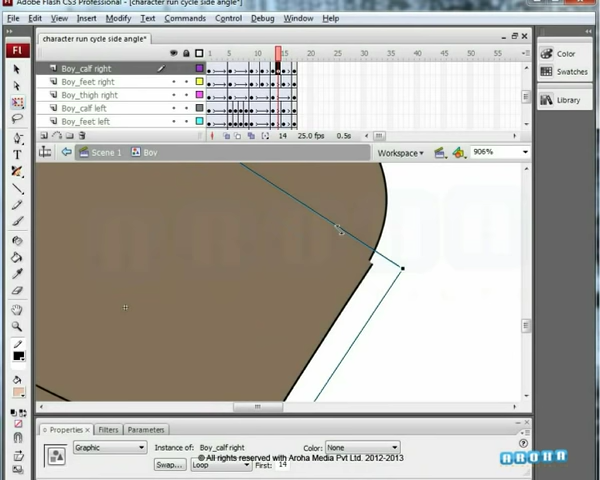 Adobe Flash CS3 Professional - [character run cycle side angle*]
File Edit View Insert Modify Text Commands Control Debug Window Help
character run cycle side angle*
1 5 10 15 20 25 30 35 40 45 50 55
Boy_calf right
Boy_feet right
Boy_thigh right
Boy_calf left
Boy_feet left
14 25.0 fps 0.5s
Scene 1 Boy Workspace 906%
Color
Swatches
Library
Properties × Filters Parameters
Graphic Instance of: Boy_calf right Color: None
Swap... Loop First: 14
© All rights reserved with Aroha Media Pvt Ltd. 2012-2013
AROHA